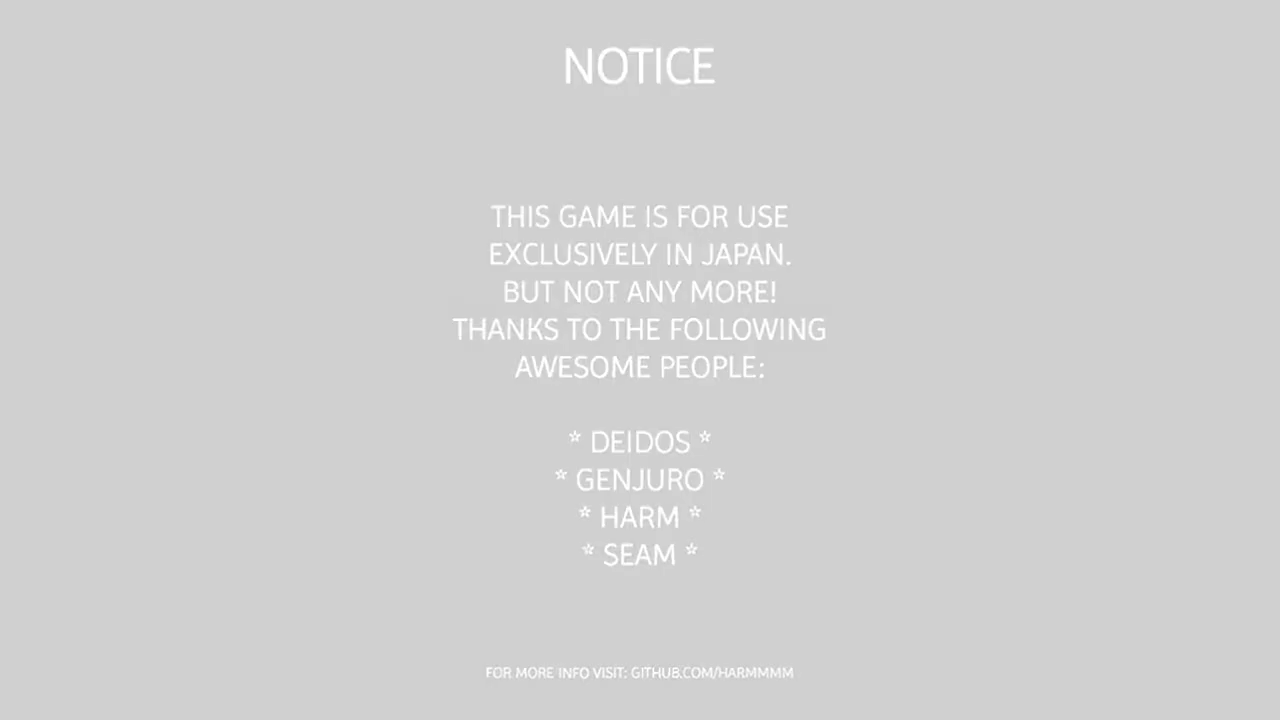 NOTICE
THIS GAME IS FOR USE
EXCLUSIVELY IN JAPAN.
BUT NOT ANY MORE!
THANKS TO THE FOLLOWING
AWESOME PEOPLE:
* DEIDOS *
* GENJURO *
* HARM *
* SEAM *
FOR MORE INFO VISIT: GITHUB.COM/HARMMMM